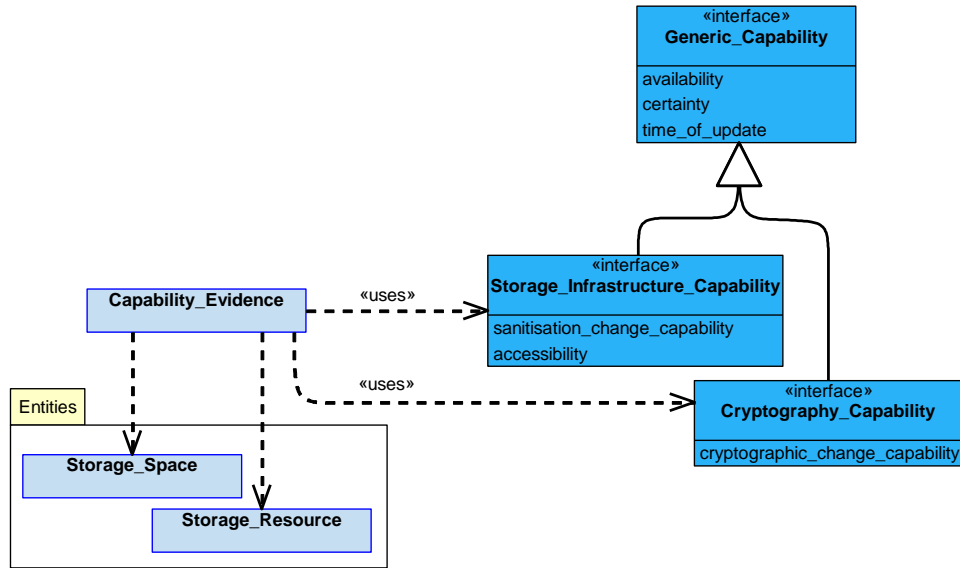 «interface»
Generic_Capability
availability
certainty
time_of_update
«interface»
Storage_Infrastructure_Capability
sanitisation_change_capability
accessibility
Capability_Evidence
«uses»
«uses»
«interface»
Cryptography_Capability
cryptographic_change_capability
Entities
Storage_Space
Storage_Resource